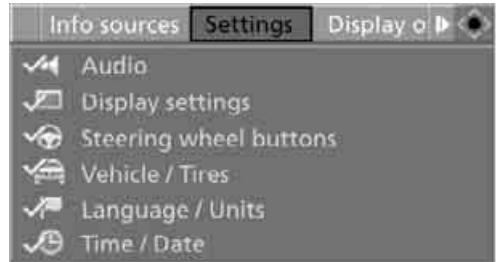 Info sources Settings Display o
Audio
Display settings
Steering wheel buttons
Vehicle / Tires
Language / Units
Time / Date